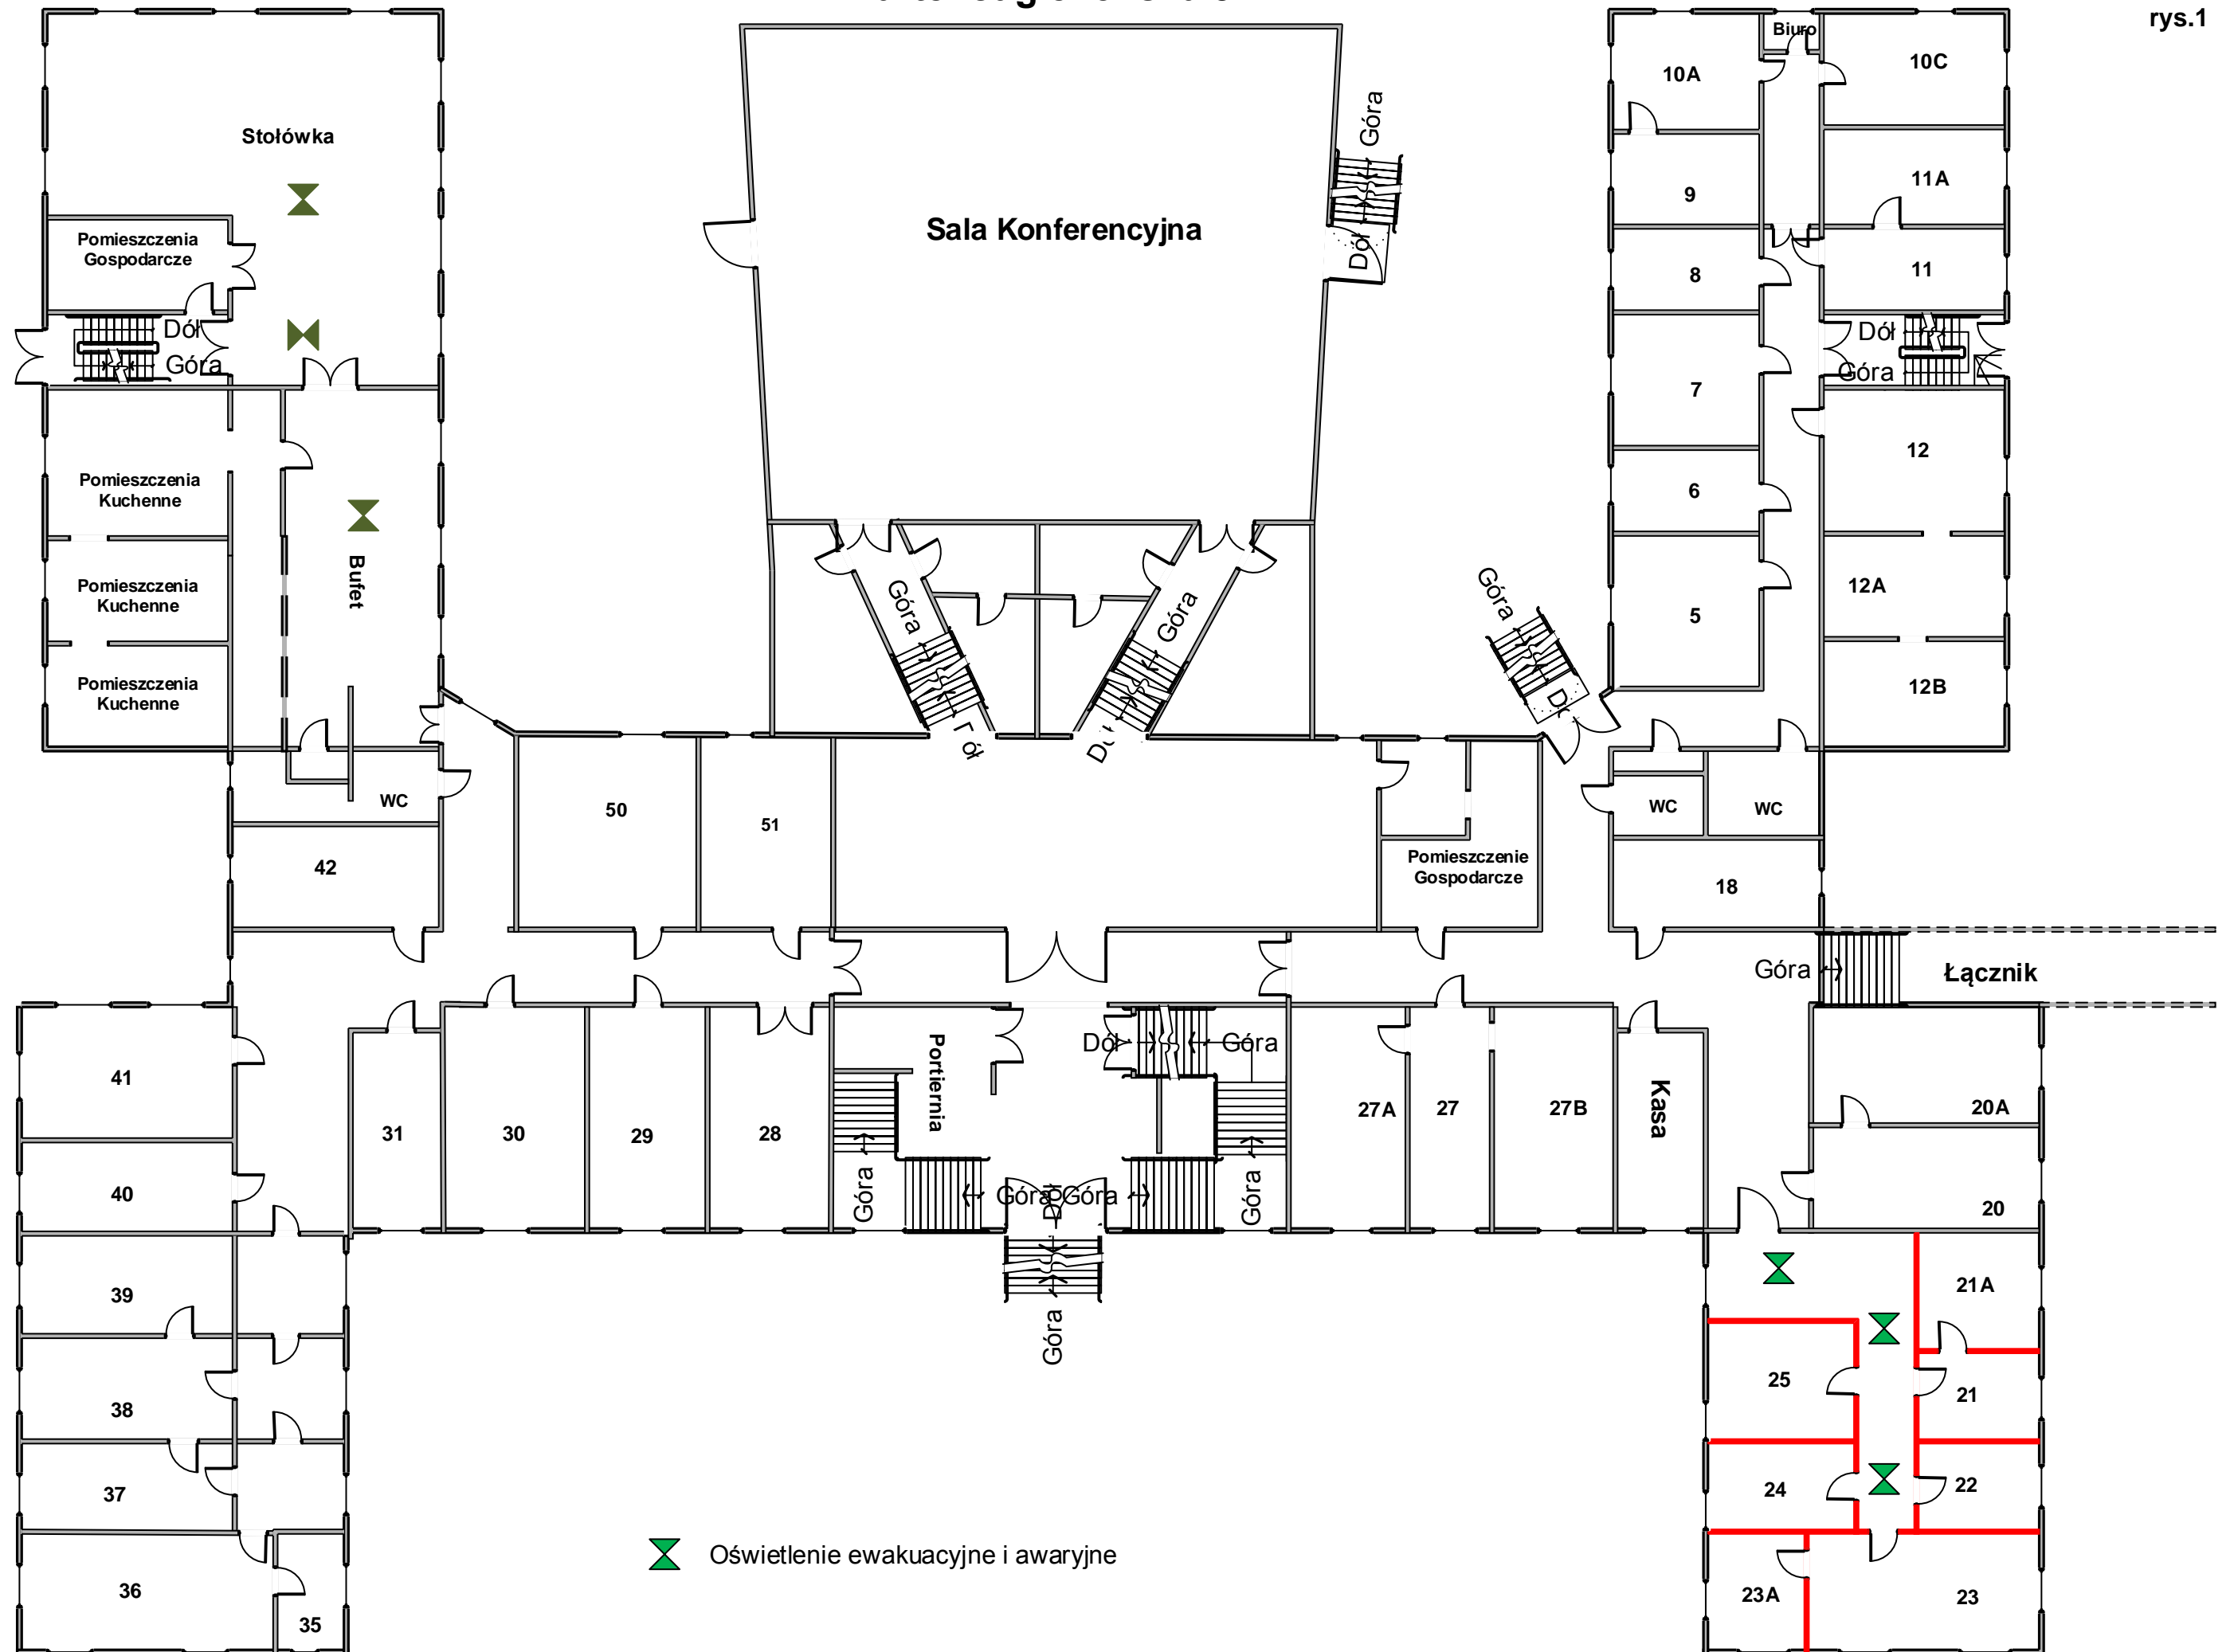 rys.1
Biuro
10A
10C
Stołówka
Góra
Dół
11A
9
Sala Konferencyjna
Pomieszczenia
Gospodarcze
8
11
Dół
Góra
Dół
Góra
7
12
Pomieszczenia
Kuchenne
6
Bufet
Pomieszczenia
Kuchenne
Góra
Góra
Góra
12A
5
Pomieszczenia
Kuchenne
12B
WC
50
51
WC
WC
42
Pomieszczenie
Gospodarcze
18
Góra
Łącznik
41
Portiernia
Dół
Góra
31
30
29
28
27A
27
27B
Kasa
20A
40
Góra
Góra
Góra
Dół
Góra
20
39
Góra
21A
38
25
21
37
24
22
Oświetlenie ewakuacyjne i awaryjne
36
35
23A
23